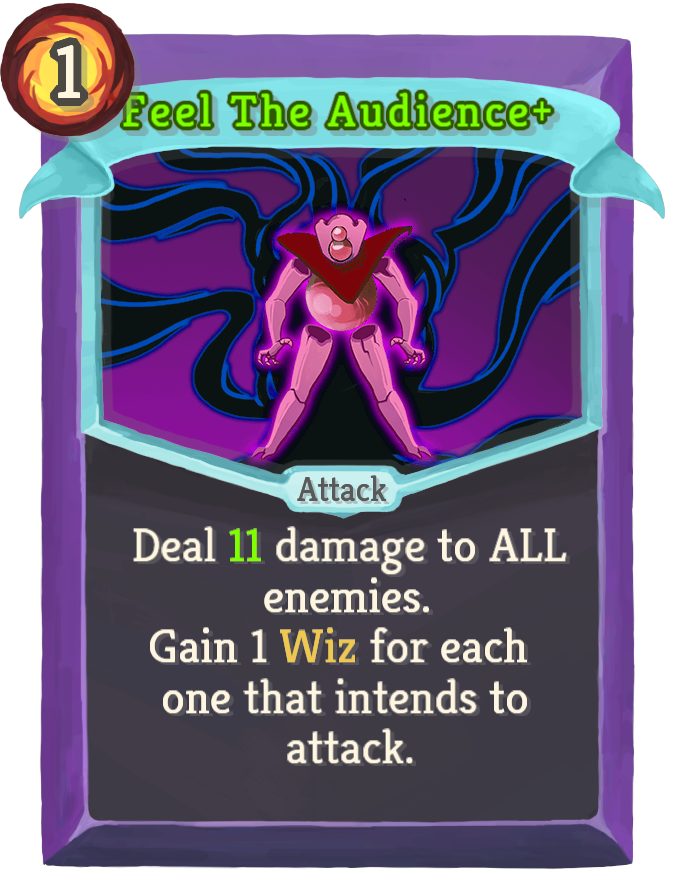 1
Feel The Audience+
Attack
Deal 11 damage to ALL
enemies.
Gain 1 Wiz for each
one that intends to
attack.